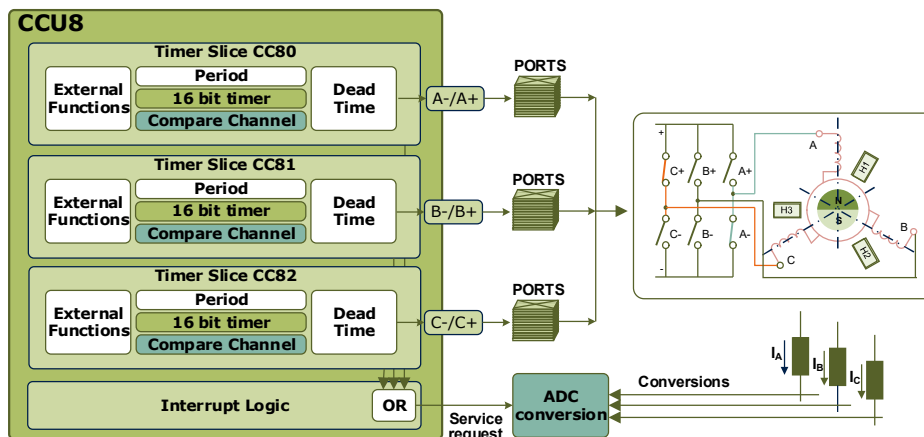 CCU8
Timer Slice CC80
External Functions
Period
16 bit timer
Compare Channel
Dead Time
A-/A+
PORTS
Timer Slice CC81
External Functions
Period
16 bit timer
Compare Channel
Dead Time
B-/B+
PORTS
Timer Slice CC82
External Functions
Period
16 bit timer
Compare Channel
Dead Time
C-/C+
PORTS
Interrupt Logic
OR
Service request
ADC conversion
Conversions
IA
IB
IC
+
C+
B+
A+
C-
B-
A-
-
A
H1
N
S
H3
H2
B
C